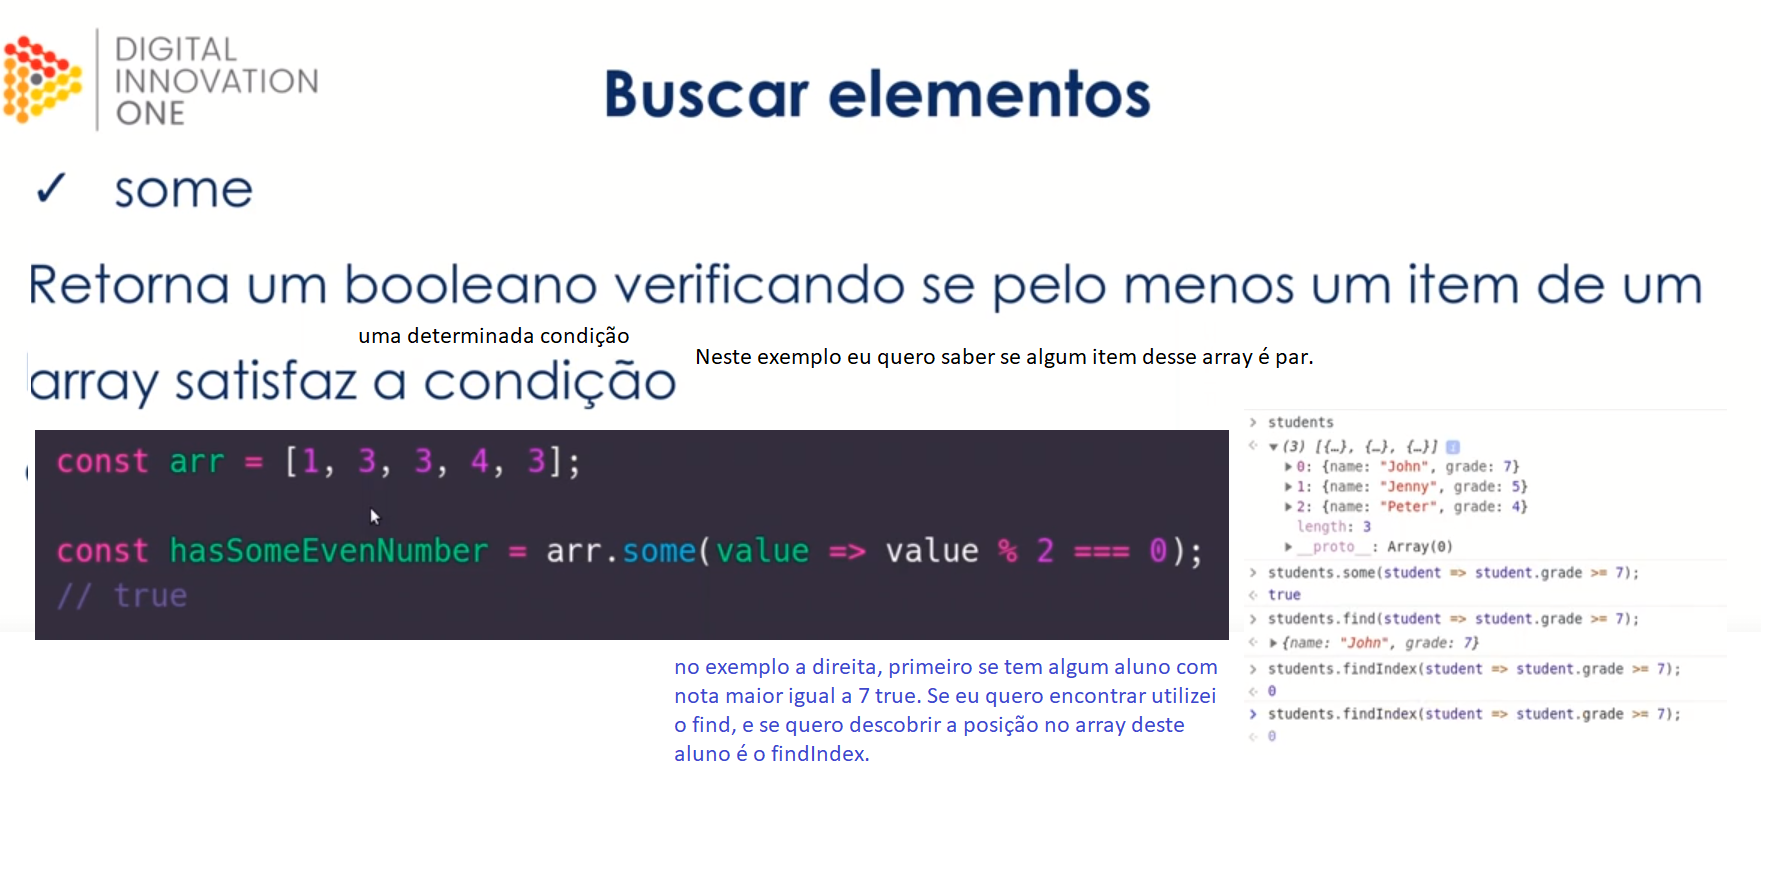 DIGITAL
INNOVATION
ONE
Buscar elementos
✓ some
Retorna um booleano verificando se pelo menos um item de um
uma determinada condição
Neste exemplo eu quero saber se algum item desse array é par.
array satisfaz a condição
const arr = [1, 3, 3, 4, 3];
const hasSomeEvenNumber = arr.some(value => value % 2 === 0);
// true
> students
▼(3) [{…}, {…}, {…}] i
▶0: {name: "John", grade: 7}
▶1: {name: "Jenny", grade: 5}
▶2: {name: "Peter", grade: 4}
length: 3
▶__proto__: Array(0)
> students.some(student => student.grade >= 7);
true
> students.find(student => student.grade >= 7);
▶{name: "John", grade: 7}
> students.findIndex(student => student.grade >= 7);
0
> students.findIndex(student => student.grade >= 7);
0
no exemplo a direita, primeiro se tem algum aluno com
nota maior igual a 7 true. Se eu quero encontrar utilizei
o find, e se quero descobrir a posição no array deste
aluno é o findIndex.